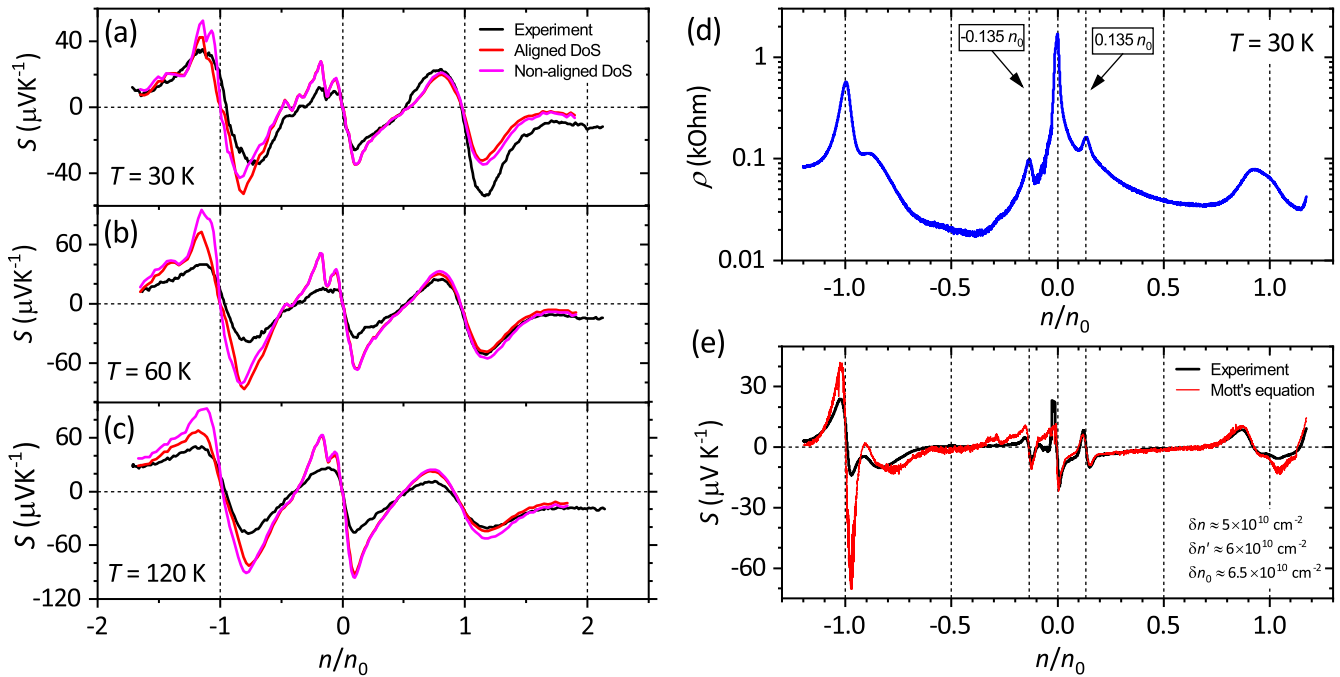 (a)
Experiment
Aligned DoS
Non-aligned DoS
40
0
-40
S (μVK⁻¹)
T = 30 K
(b)
60
0
-60
S (μVK⁻¹)
T = 60 K
(c)
60
0
-60
-120
S (μVK⁻¹)
T = 120 K
-2 -1 0 1 2
n/n₀
(d)
-0.135 n₀
0.135 n₀
T = 30 K
1
0.1
0.01
ρ (kOhm)
-1.0 -0.5 0.0 0.5 1.0
n/n₀
(e)
Experiment
Mott's equation
30
0
-30
-60
S (μV K⁻¹)
δn ≈ 5×10¹⁰ cm⁻²
δn' ≈ 6×10¹⁰ cm⁻²
δn₀ ≈ 6.5×10¹⁰ cm⁻²
-1.0 -0.5 0.0 0.5 1.0
n/n₀